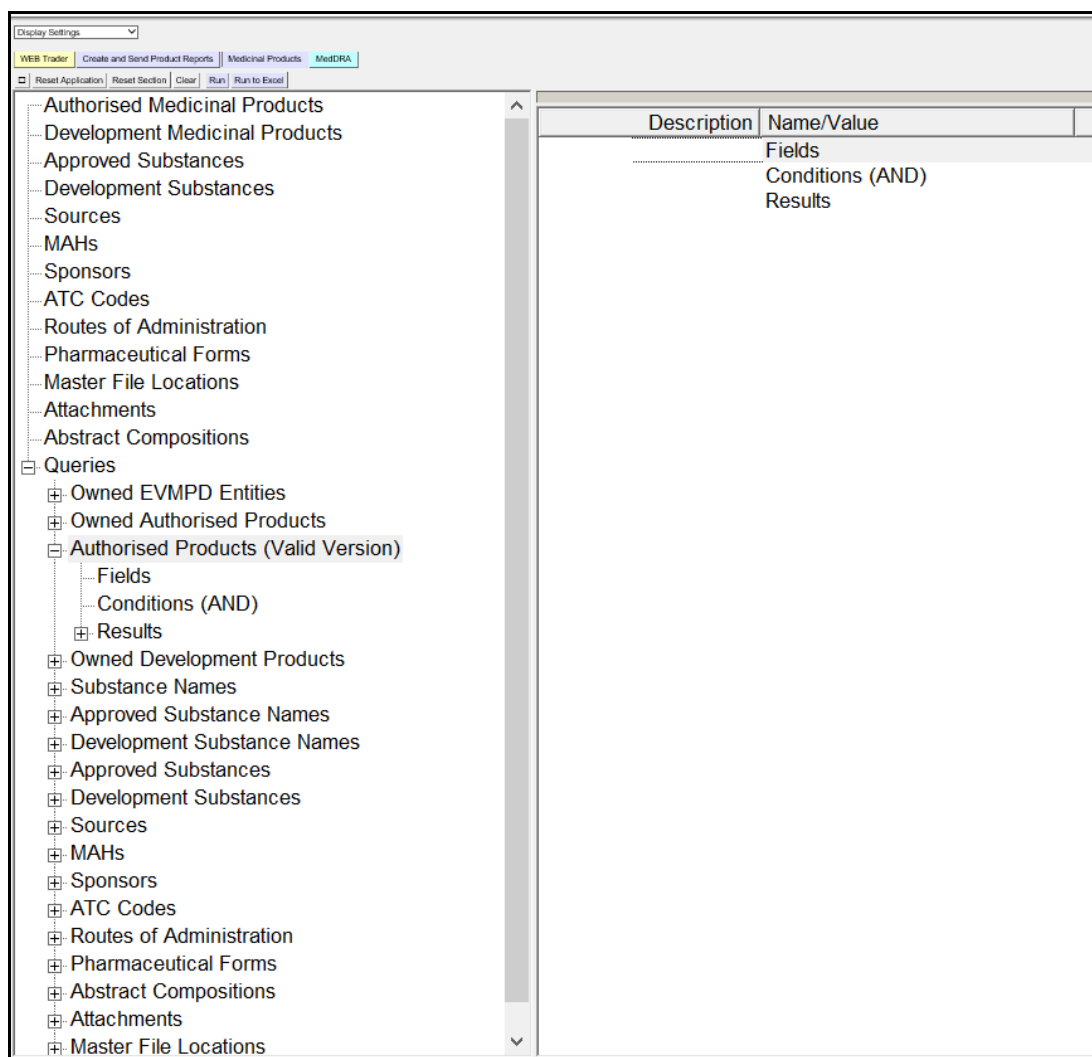 Display Settings
WEB Trader Create and Send Product Reports Medicinal Products MedDRA
Reset Application Reset Section Clear Run Run to Excel
Authorised Medicinal Products
Development Medicinal Products
Approved Substances
Development Substances
Sources
MAHs
Sponsors
ATC Codes
Routes of Administration
Pharmaceutical Forms
Master File Locations
Attachments
Abstract Compositions
Queries
Owned EVMPD Entities
Owned Authorised Products
Authorised Products (Valid Version)
Fields
Conditions (AND)
Results
Owned Development Products
Substance Names
Approved Substance Names
Development Substance Names
Approved Substances
Development Substances
Sources
MAHs
Sponsors
ATC Codes
Routes of Administration
Pharmaceutical Forms
Abstract Compositions
Attachments
Master File Locations
Description Name/Value
Fields
Conditions (AND)
Results